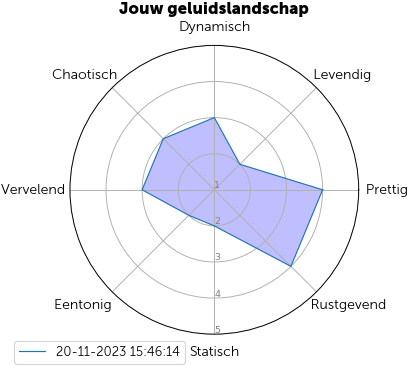 Jouw geluidslandschap
Dynamisch
Chaotisch
Levendig
Vervelend
Prettig
1
2
3
4
5
Eentonig
Rustgevend
Statisch
20-11-2023 15:46:14